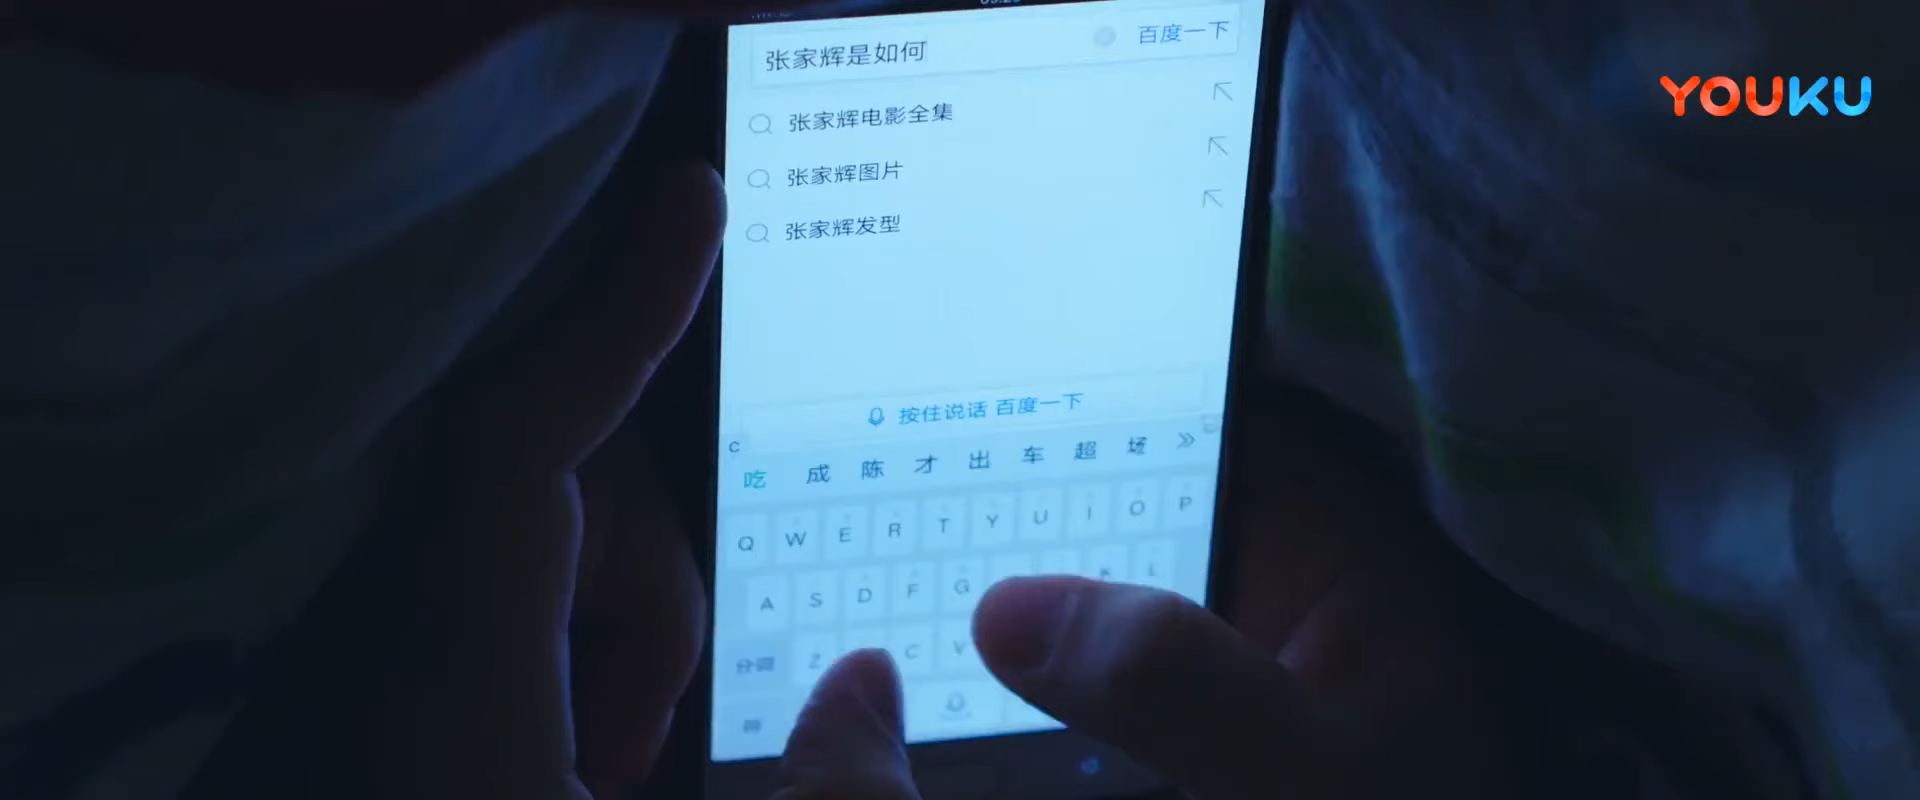 张家辉是如何
百度一下
YOUKU
张家辉电影全集
张家辉图片
张家辉发型
按住说话 百度一下
C
吃 成 陈 才 出 车 超 场
Q W E R T Y U I O P
A S D F G K L
分词 Z C V